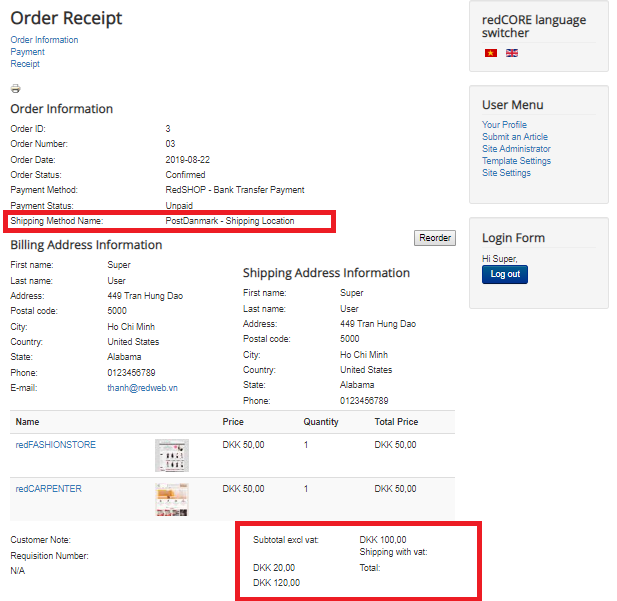 Order Receipt
Order Information
Payment
Receipt
Order Information
Order ID: 3
Order Number: 03
Order Date: 2019-08-22
Order Status: Confirmed
Payment Method: RedSHOP - Bank Transfer Payment
Payment Status: Unpaid
Shipping Method Name: PostDanmark - Shipping Location
Reorder
Billing Address Information
First name: Super
Last name: User
Address: 449 Tran Hung Dao
Postal code: 5000
City: Ho Chi Minh
Country: United States
State: Alabama
Phone: 0123456789
E-mail: thanh@redweb.vn
Shipping Address Information
First name: Super
Last name: User
Address: 449 Tran Hung Dao
Postal code: 5000
City: Ho Chi Minh
Country: United States
State: Alabama
Phone: 0123456789
Name Price Quantity Total Price
redFASHIONSTORE DKK 50,00 1 DKK 50,00
redCARPENTER DKK 50,00 1 DKK 50,00
Customer Note:
Requisition Number:
N/A
Subtotal excl vat: DKK 100,00
Shipping with vat:
DKK 20,00 Total:
DKK 120,00
redCORE language
switcher
User Menu
Your Profile
Submit an Article
Site Administrator
Template Settings
Site Settings
Login Form
Hi Super,
Log out